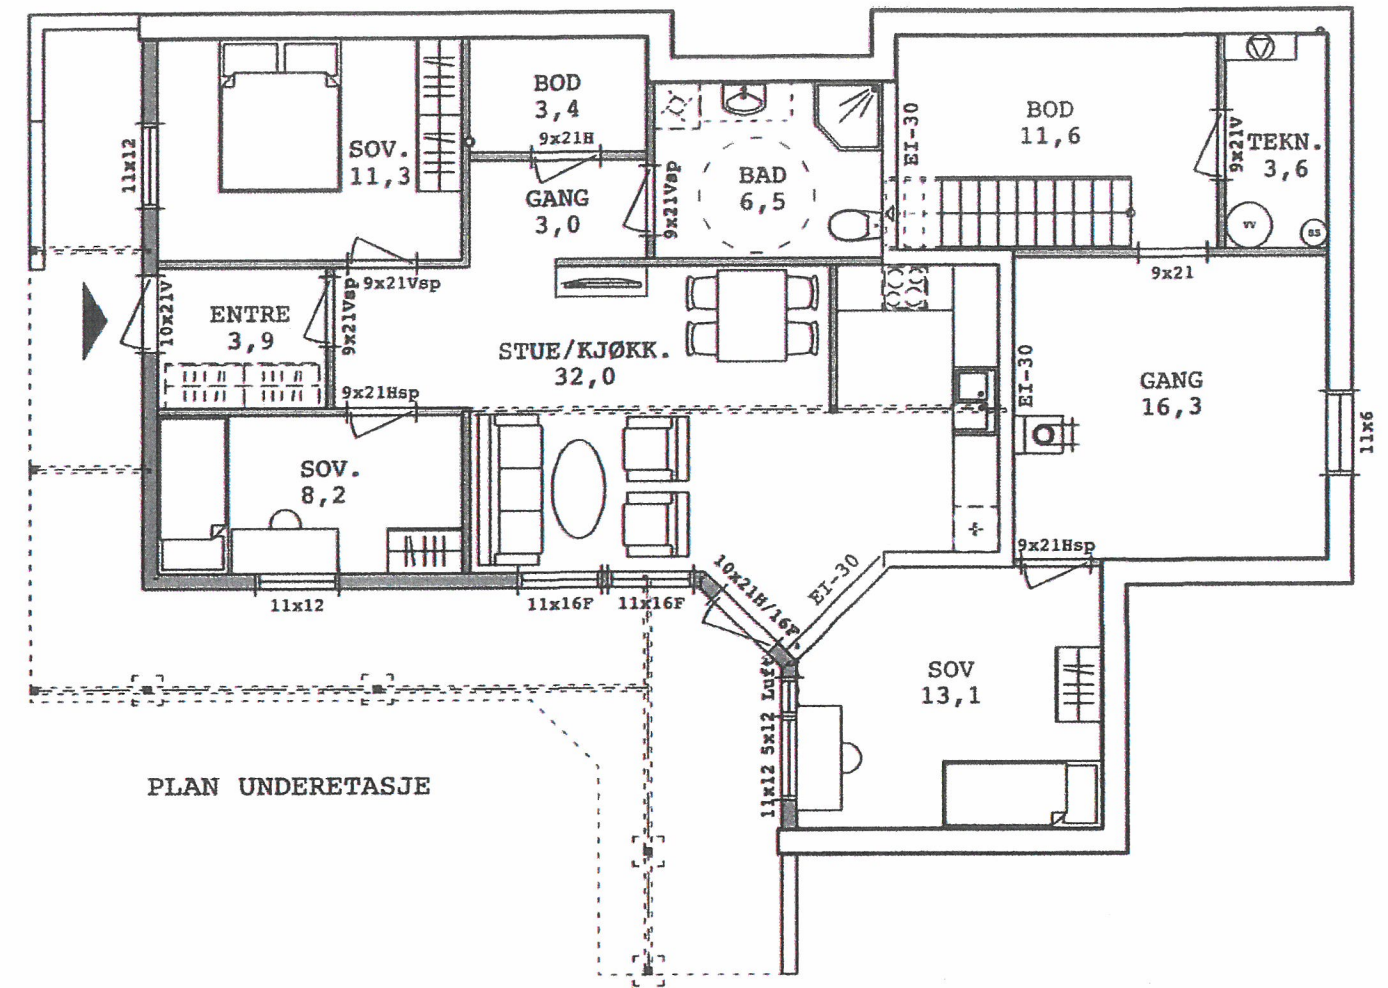 BOD
3,4
9x21H
SOV.
11,3
11x12
GANG
3,0
9x21Vsp
BAD
6,5
EI-30
BOD
11,6
9x21V
TEKN.
3,6
VV
SS
9x21
9x21Vsp
10x21V
ENTRE
3,9
9x21Vsp
9x21Hsp
STUE/KJØKK.
32,0
EI-30
GANG
16,3
11x6
SOV.
8,2
11x12
11x16F
11x16F
10x21H/16F.
EI-30
9x21Hsp
SOV
13,1
11x12 5x12 Luft
PLAN UNDERETASJE